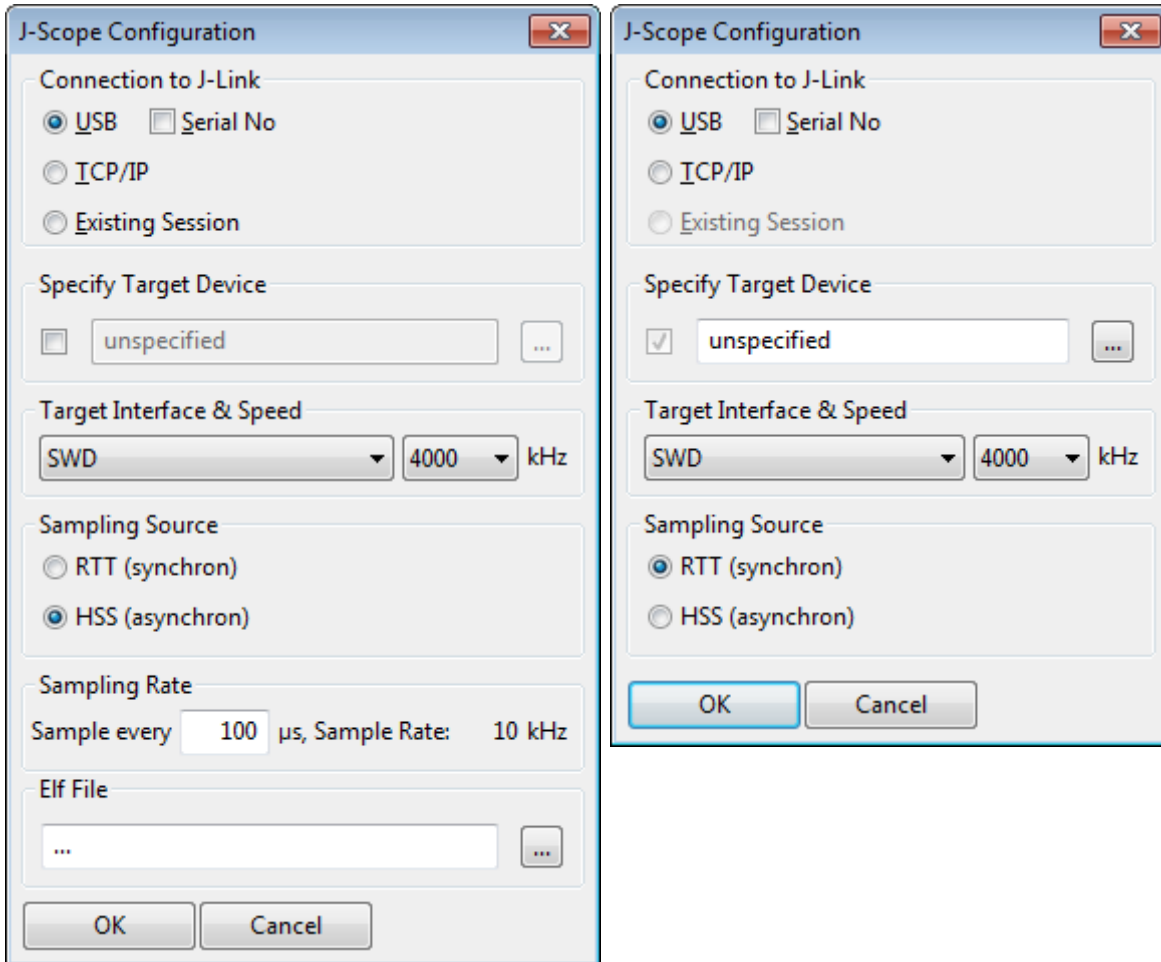 J-Scope Configuration
Connection to J-Link
USB Serial No
TCP/IP
Existing Session
Specify Target Device
unspecified ...
Target Interface & Speed
SWD 4000 kHz
Sampling Source
RTT (synchron)
HSS (asynchron)
Sampling Rate
Sample every 100 µs, Sample Rate: 10 kHz
Elf File
... ...
OK Cancel
J-Scope Configuration
Connection to J-Link
USB Serial No
TCP/IP
Existing Session
Specify Target Device
unspecified ...
Target Interface & Speed
SWD 4000 kHz
Sampling Source
RTT (synchron)
HSS (asynchron)
OK Cancel